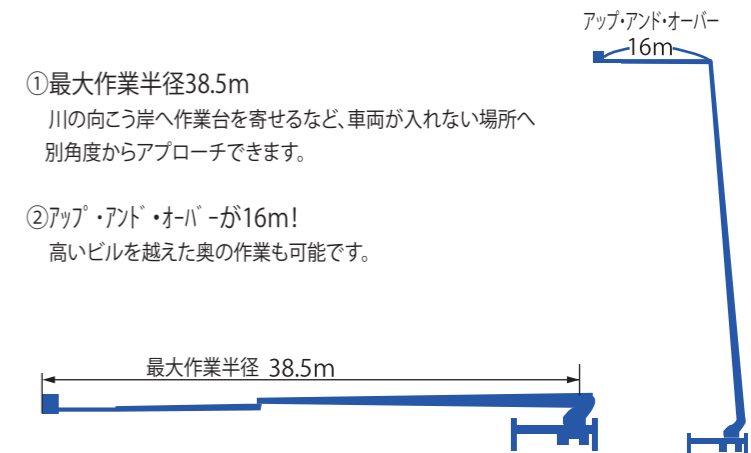 アップ・アンド・オーバー
16m
①最大作業半径38.5m
川の向こう岸へ作業台を寄せるなど、車両が入れない場所へ
別角度からアプローチできます。
②ｱｯﾌﾟ・ｱﾝﾄﾞ・ｵｰﾊﾞｰが16m!
高いビルを越えた奥の作業も可能です。
最大作業半径 38.5m